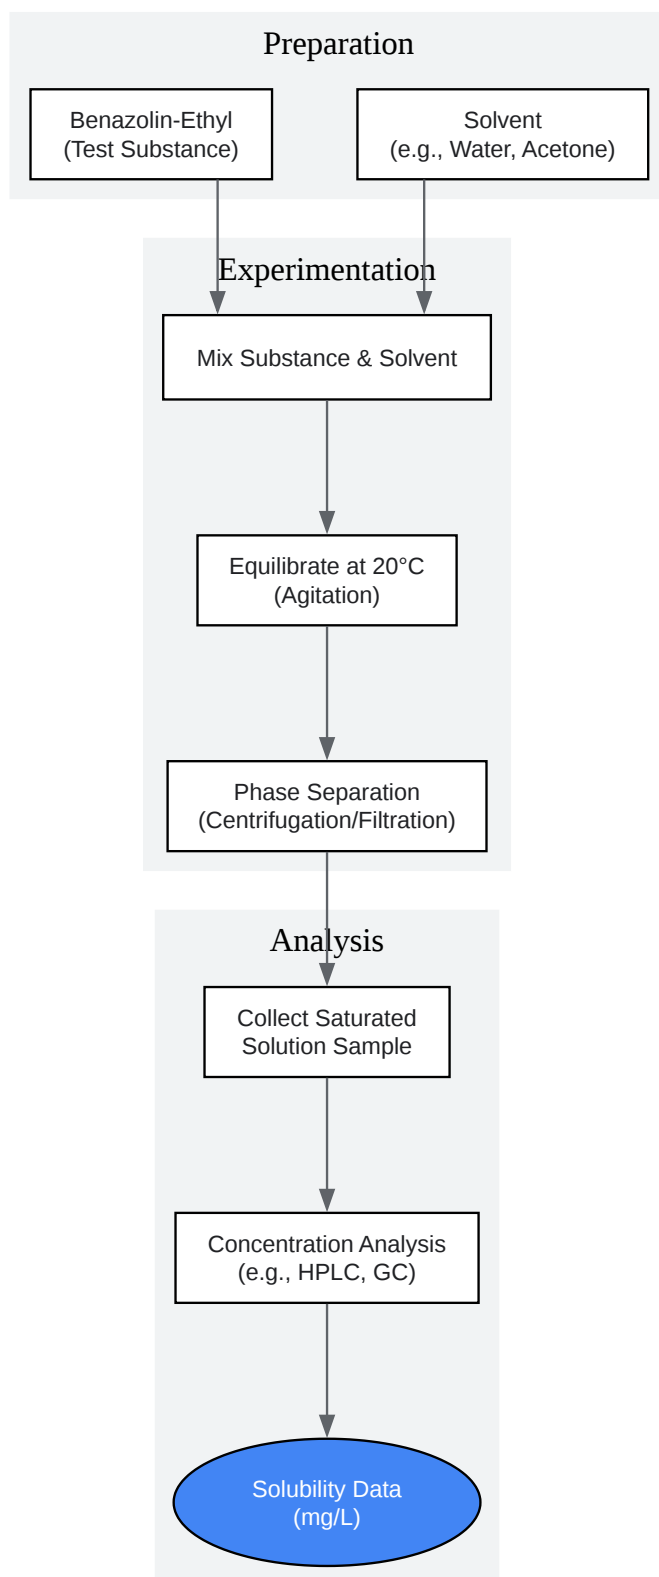 Preparation
Benazolin-Ethyl
(Test Substance)
Solvent
(e.g., Water, Acetone)
Experimentation
Mix Substance & Solvent
Equilibrate at 20°C
(Agitation)
Phase Separation
(Centrifugation/Filtration)
Analysis
Collect Saturated
Solution Sample
Concentration Analysis
(e.g., HPLC, GC)
Solubility Data
(mg/L)